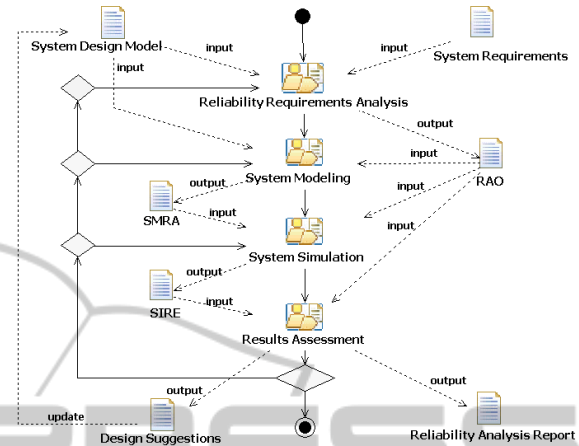 System Design Model
input
input
System Requirements
input
Reliability Requirements Analysis
output
input
RAO
System Modeling
output
input
SMRA
input
input
System Simulation
output
input
SIRE
Results Assessment
output
output
update
Design Suggestions
Reliability Analysis Report